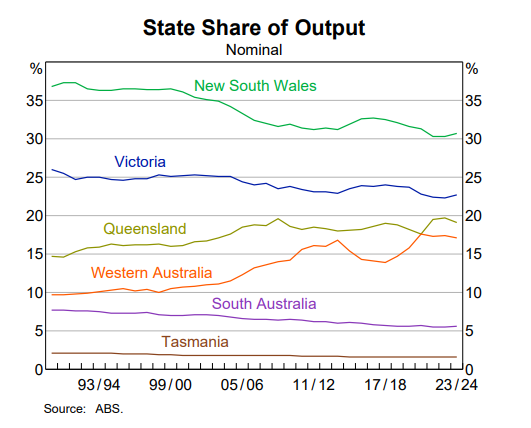 State Share of Output
Nominal
% %
35 New South Wales 35
30 30
Victoria
25 25
20 20
Queensland
15 15
Western Australia
10 10
South Australia
5 5
Tasmania
0 0
93/94 99/00 05/06 11/12 17/18 23/24
Source: ABS.